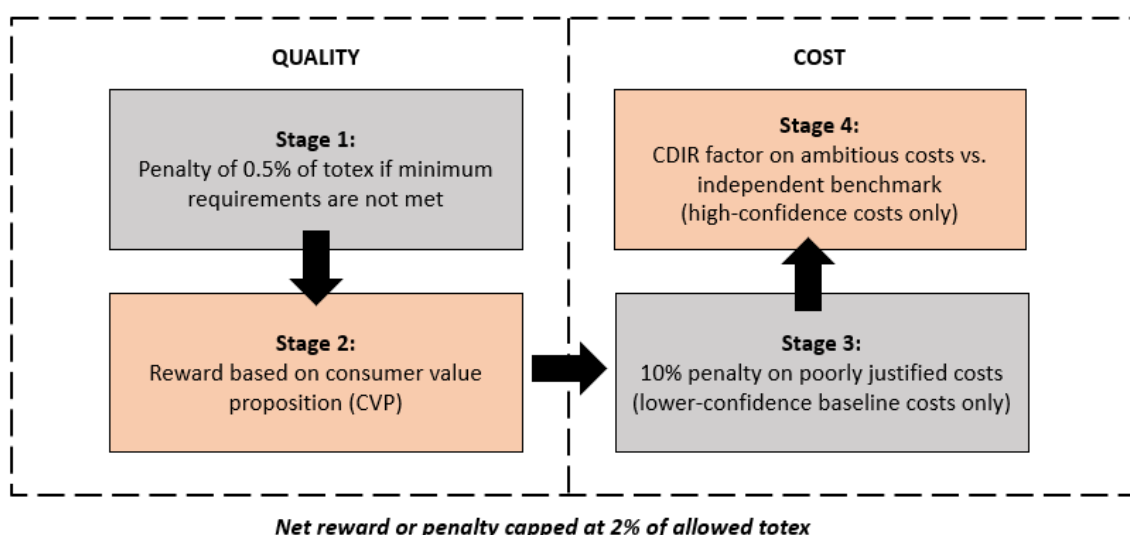 QUALITY
Stage 1:
Penalty of 0.5% of totex if minimum
requirements are not met
Stage 2:
Reward based on consumer value
proposition (CVP)
COST
Stage 4:
CDIR factor on ambitious costs vs.
independent benchmark
(high-confidence costs only)
Stage 3:
10% penalty on poorly justified costs
(lower-confidence baseline costs only)
Net reward or penalty capped at 2% of allowed totex